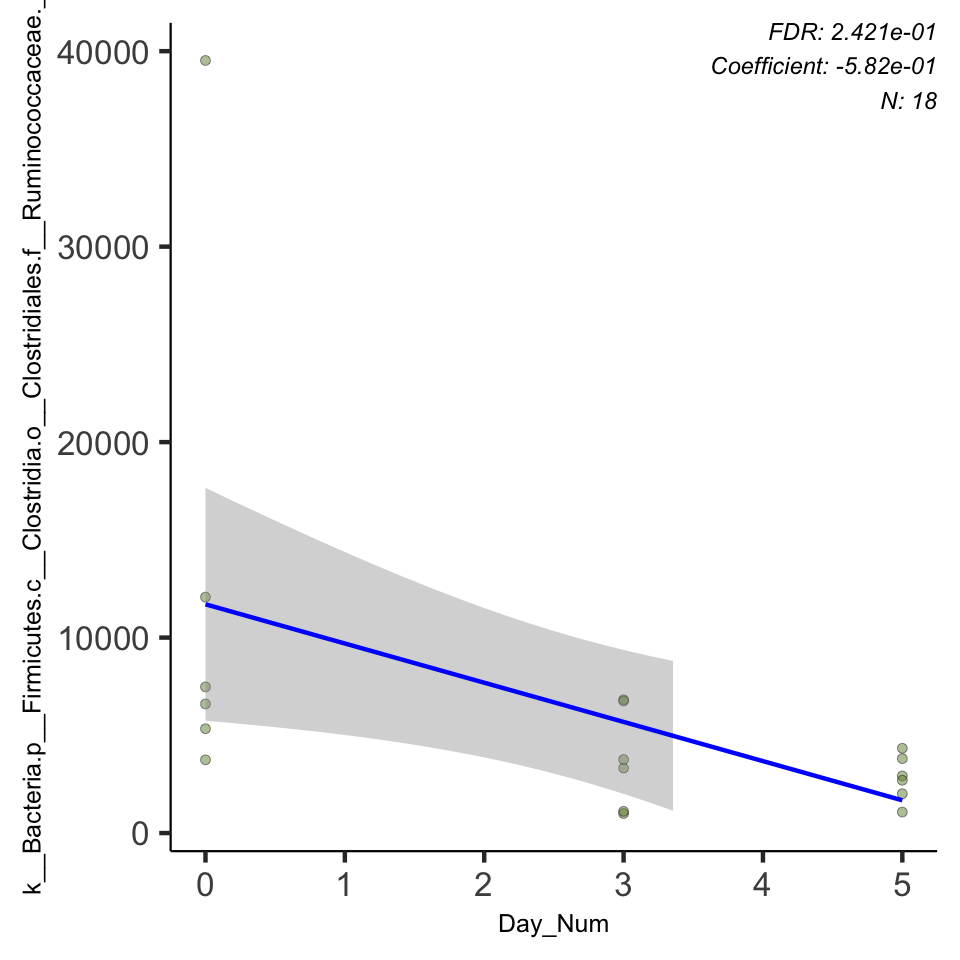 FDR: 2.421e-01
Coefficient: -5.82e-01
N: 18
k__Bacteria.p__Firmicutes.c__Clostridia.o__Clostridiales.f__Ruminococcaceae._
40000
30000
20000
10000
0
0 1 2 3 4 5
Day_Num